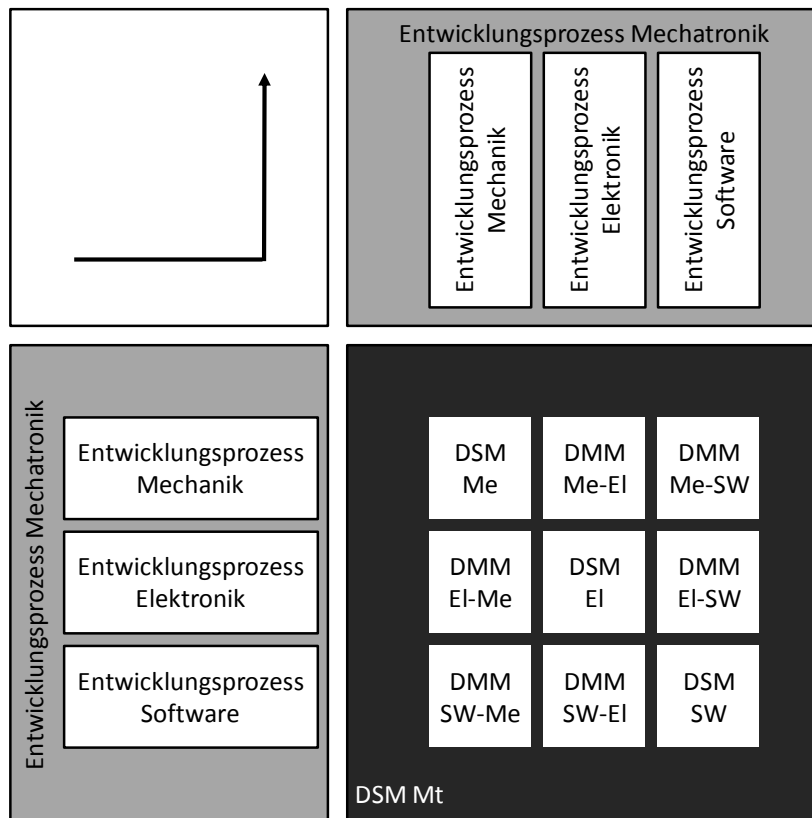 Entwicklungsprozess Mechatronik
Entwicklungsprozess
Mechanik
Entwicklungsprozess
Elektronik
Entwicklungsprozess
Software
Entwicklungsprozess Mechatronik
Entwicklungsprozess
Mechanik
Entwicklungsprozess
Elektronik
Entwicklungsprozess
Software
DSM
Me
DMM
Me-El
DMM
Me-SW
DMM
El-Me
DSM
El
DMM
El-SW
DMM
SW-Me
DMM
SW-El
DSM
SW
DSM Mt